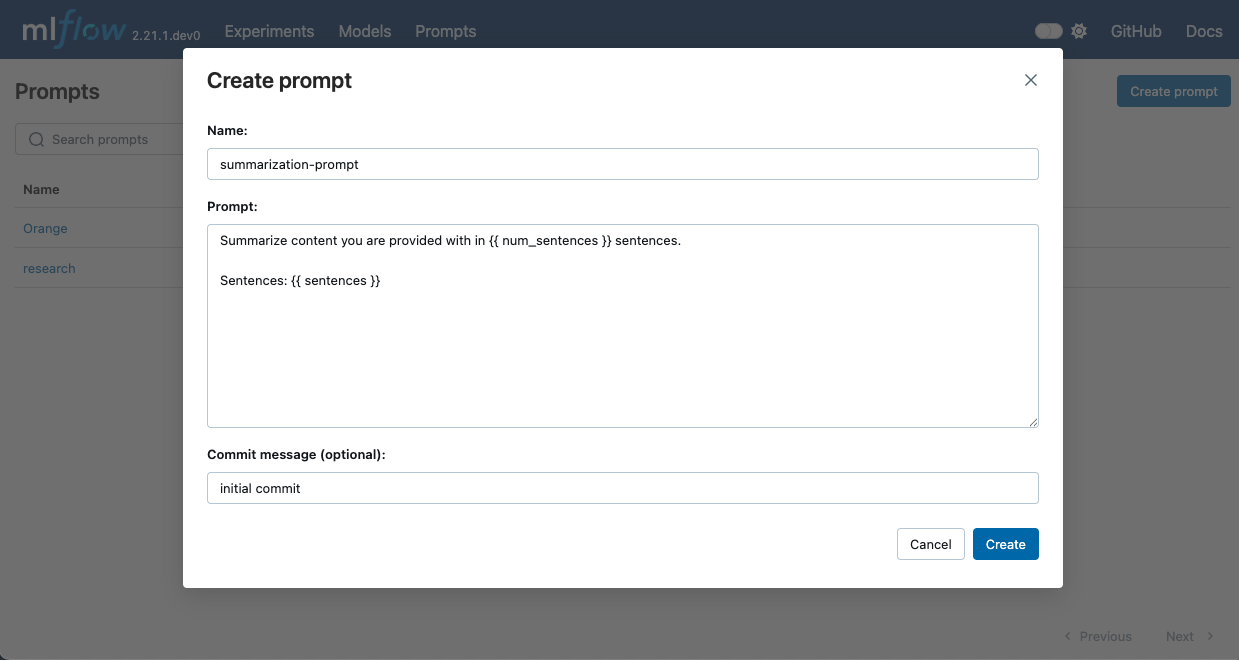 mlflow 2.21.1.dev0 Experiments Models Prompts GitHub Docs
Prompts
Create prompt
Search prompts
Name
Orange
research
Create prompt
Name:
summarization-prompt
Prompt:
Summarize content you are provided with in {{ num_sentences }} sentences.
Sentences: {{ sentences }}
Commit message (optional):
initial commit
Cancel Create
Previous Next